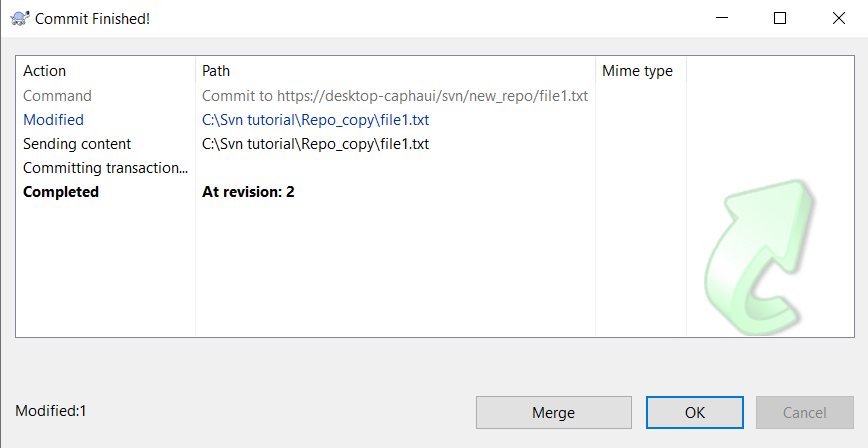 Commit Finished!
Action Path Mime type
Command Commit to https://desktop-caphaui/svn/new_repo/file1.txt
Modified C:\Svn tutorial\Repo_copy\file1.txt
Sending content C:\Svn tutorial\Repo_copy\file1.txt
Committing transaction...
Completed At revision: 2
Modified:1 Merge OK Cancel